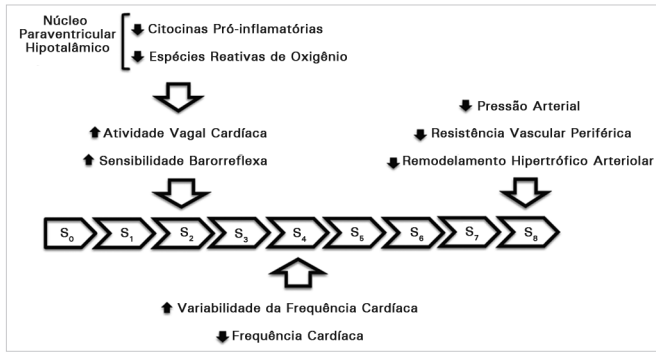 Núcleo
Paraventricular
Hipotalâmico
Citocinas Pró-inflamatórias
Espécies Reativas de Oxigênio
Atividade Vagal Cardíaca
Sensibilidade Barorreflexa
Pressão Arterial
Resistência Vascular Periférica
Remodelamento Hipertrófico Arteriolar
S₀ S₁ S₂ S₃ S₄ S₅ S₆ S₇ S₈
Variabilidade da Frequência Cardíaca
Frequência Cardíaca